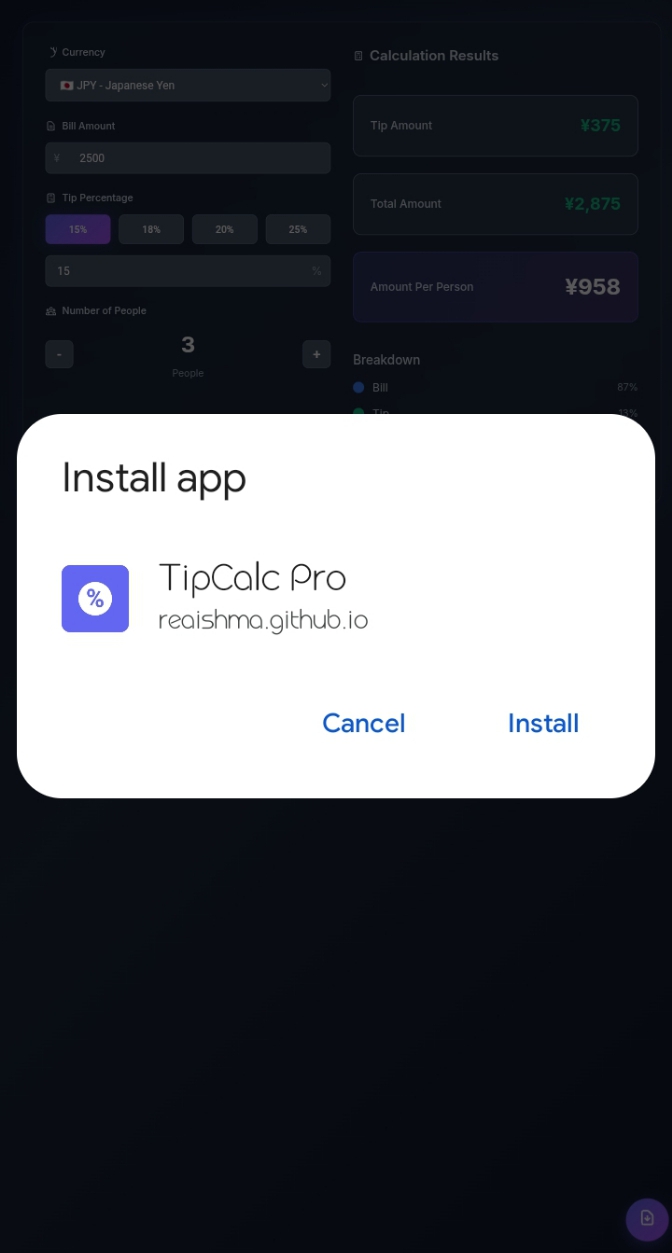 Currency
🇯🇵 JPY - Japanese Yen
Bill Amount
¥ 2500
Tip Percentage
15% 18% 20% 25%
15 %
Number of People
- 3 +
People
Calculation Results
Tip Amount ¥375
Total Amount ¥2,875
Amount Per Person ¥958
Breakdown
Bill 87%
Tip 13%
Install app
%
TipCalc Pro
reaishma.github.io
Cancel Install